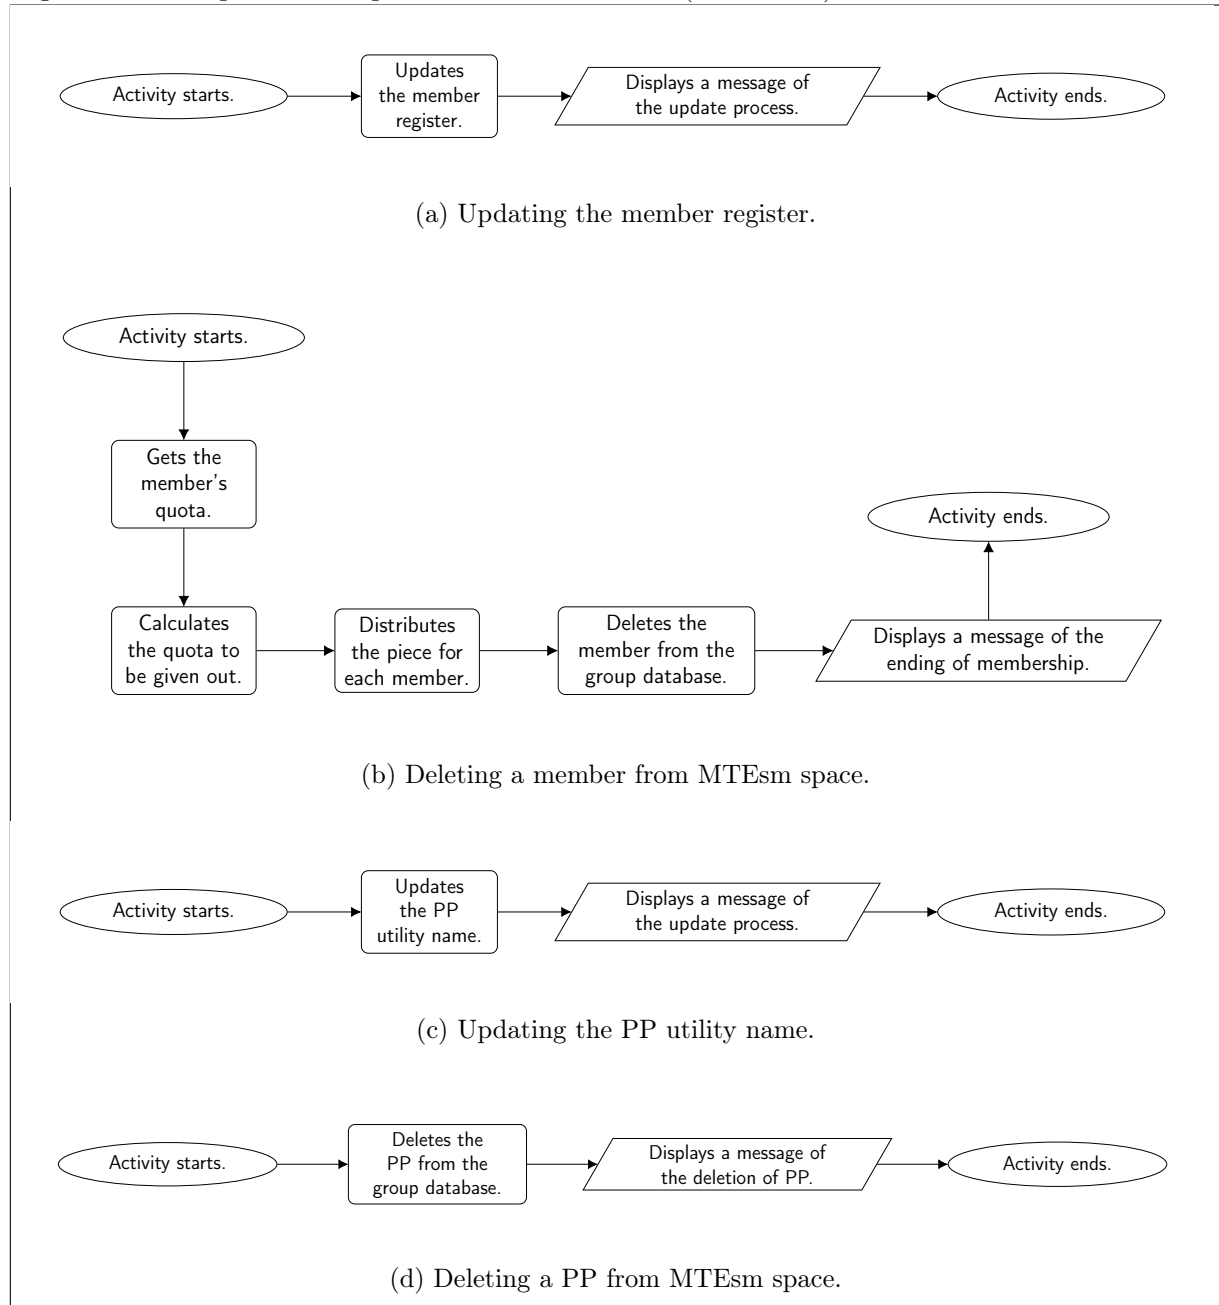 Activity starts.
Updates
the member
register.
Displays a message of
the update process.
Activity ends.
(a) Updating the member register.
Activity starts.
Gets the
member's
quota.
Calculates
the quota to
be given out.
Distributes
the piece for
each member.
Deletes the
member from the
group database.
Displays a message of the
ending of membership.
Activity ends.
(b) Deleting a member from MTEsm space.
Activity starts.
Updates
the PP
utility name.
Displays a message of
the update process.
Activity ends.
(c) Updating the PP utility name.
Activity starts.
Deletes the
PP from the
group database.
Displays a message of
the deletion of PP.
Activity ends.
(d) Deleting a PP from MTEsm space.